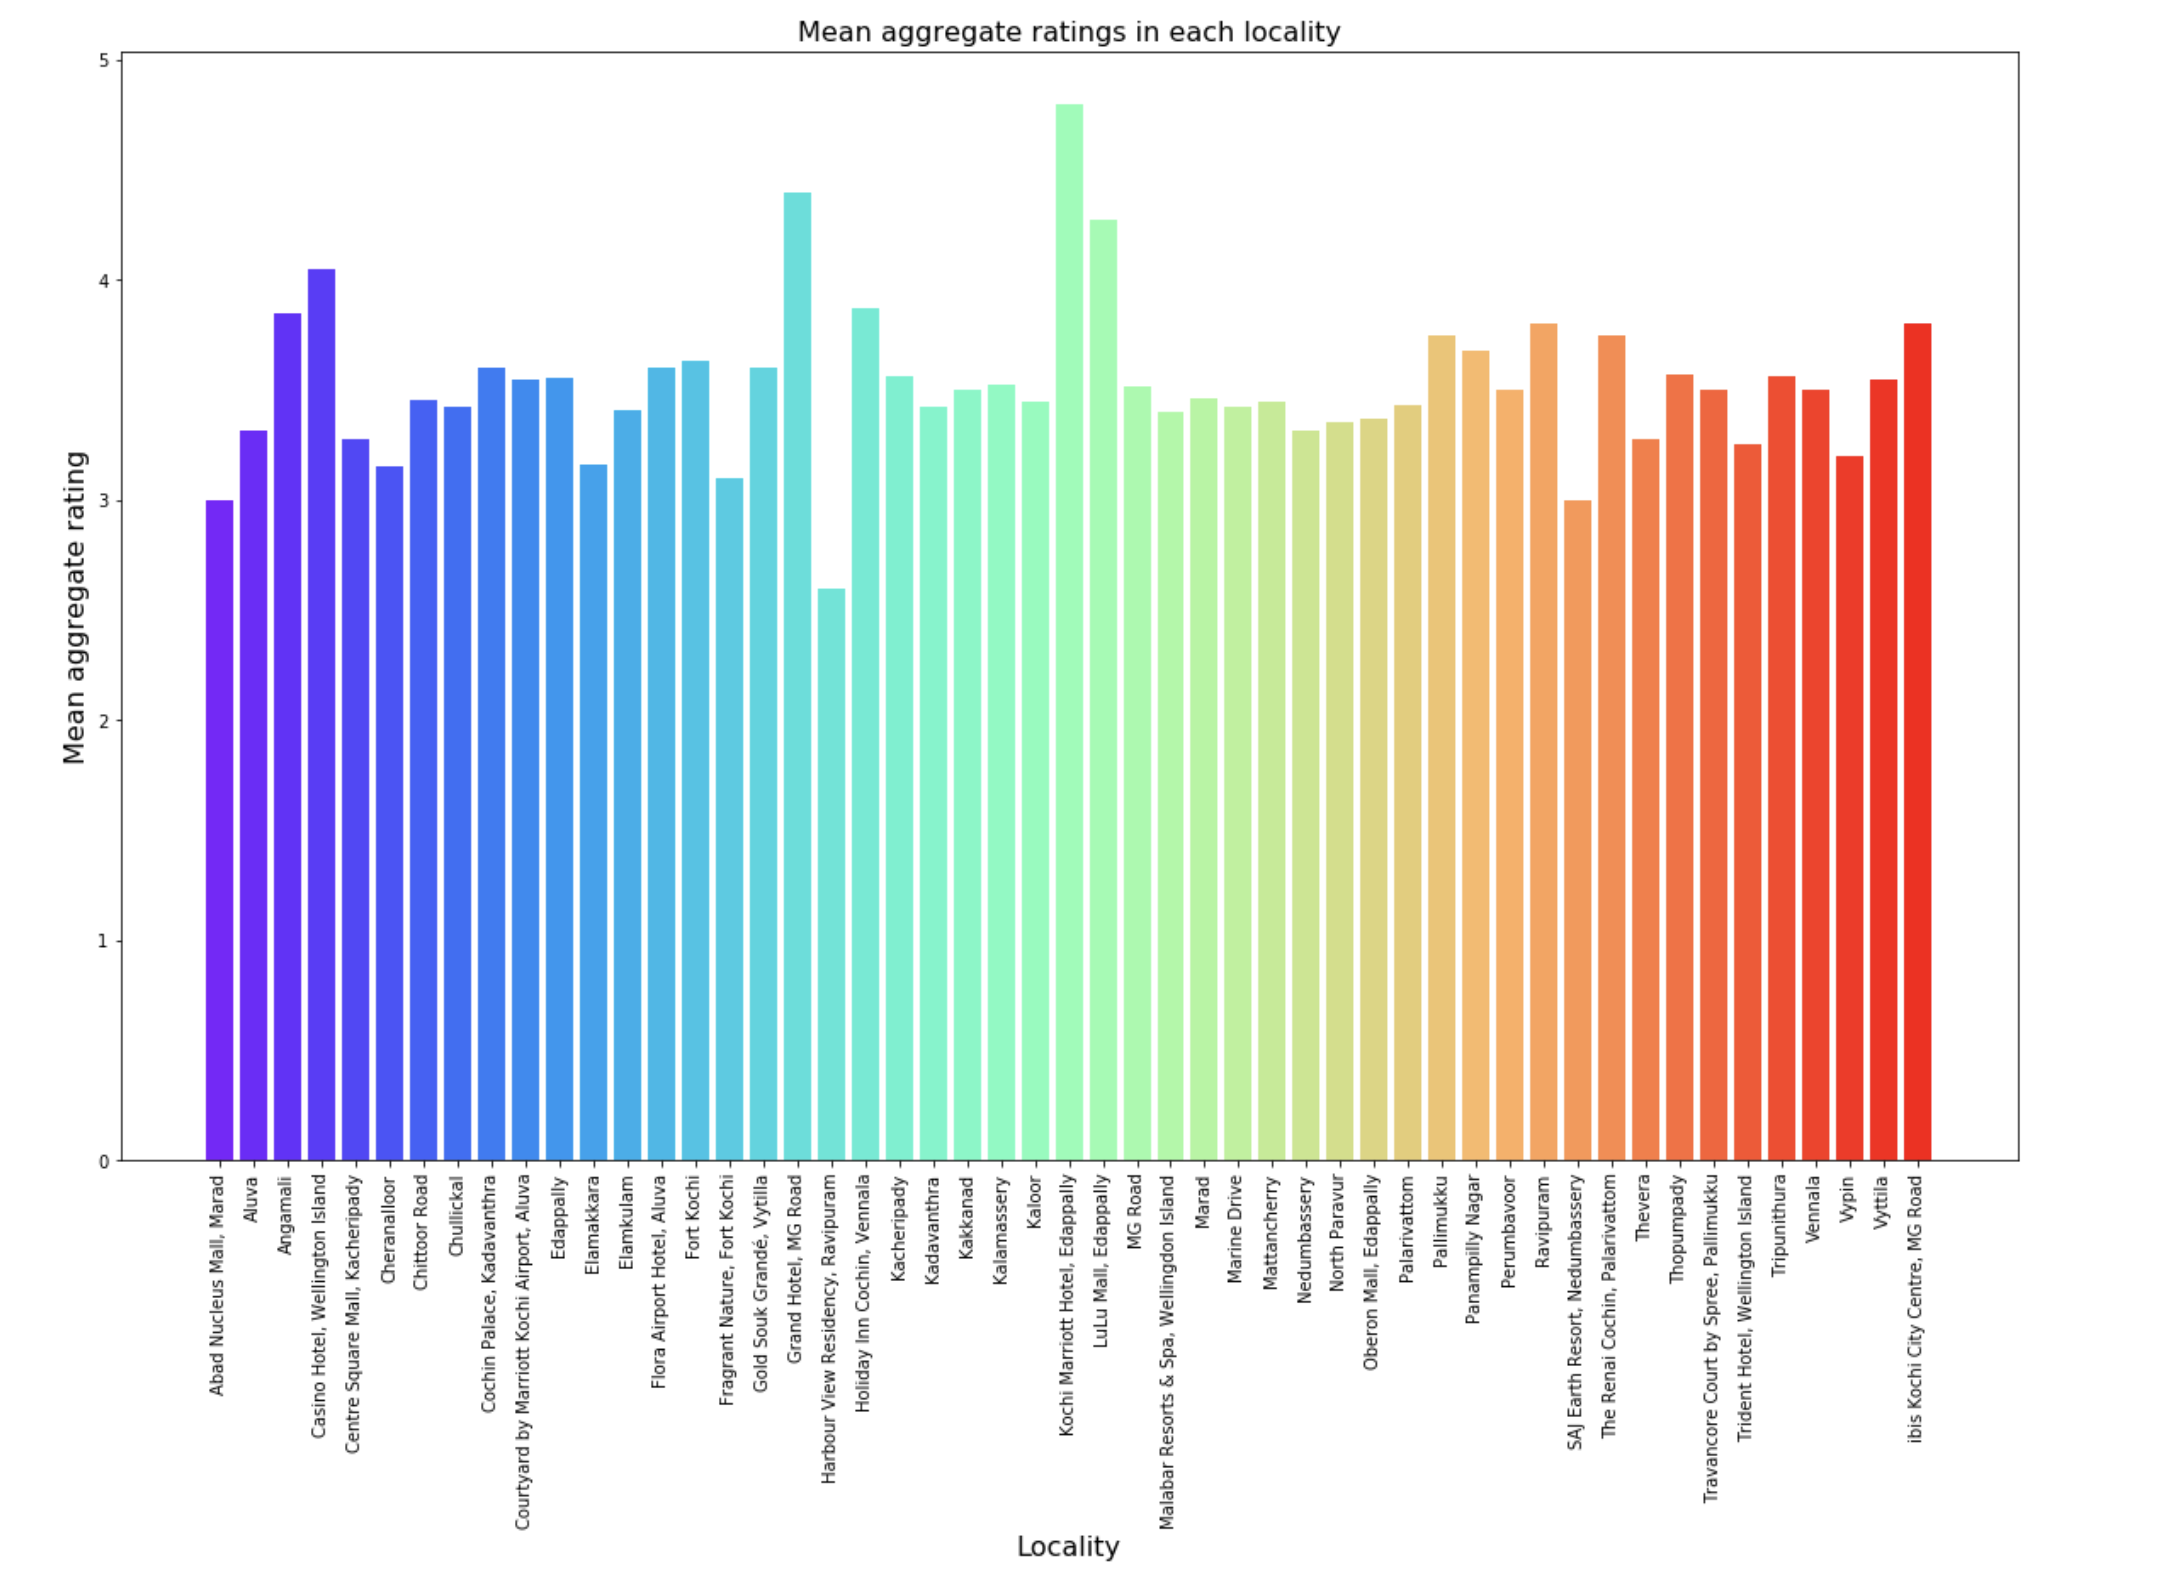 Mean aggregate ratings in each locality
Mean aggregate rating
5
4
3
2
1
0
Abad Nucleus Mall, Marad
Aluva
Angamali
Casino Hotel, Wellington Island
Centre Square Mall, Kacheripady
Cheranalloor
Chittoor Road
Chullickal
Cochin Palace, Kadavanthra
Courtyard by Marriott Kochi Airport, Aluva
Edappally
Elamakkara
Elamkulam
Flora Airport Hotel, Aluva
Fort Kochi
Fragrant Nature, Fort Kochi
Gold Souk Grandé, Vytilla
Grand Hotel, MG Road
Harbour View Residency, Ravipuram
Holiday Inn Cochin, Vennala
Kacheripady
Kadavanthra
Kakkanad
Kalamassery
Kaloor
Kochi Marriott Hotel, Edappally
LuLu Mall, Edappally
MG Road
Malabar Resorts & Spa, Wellingdon Island
Marad
Marine Drive
Mattancherry
Nedumbassery
North Paravur
Oberon Mall, Edappally
Palarivattom
Pallimukku
Panampilly Nagar
Perumbavoor
Ravipuram
SAJ Earth Resort, Nedumbassery
The Renai Cochin, Palarivattom
Thevera
Thopumpady
Travancore Court by Spree, Pallimukku
Trident Hotel, Wellington Island
Tripunithura
Vennala
Vypin
Vyttila
ibis Kochi City Centre, MG Road
Locality